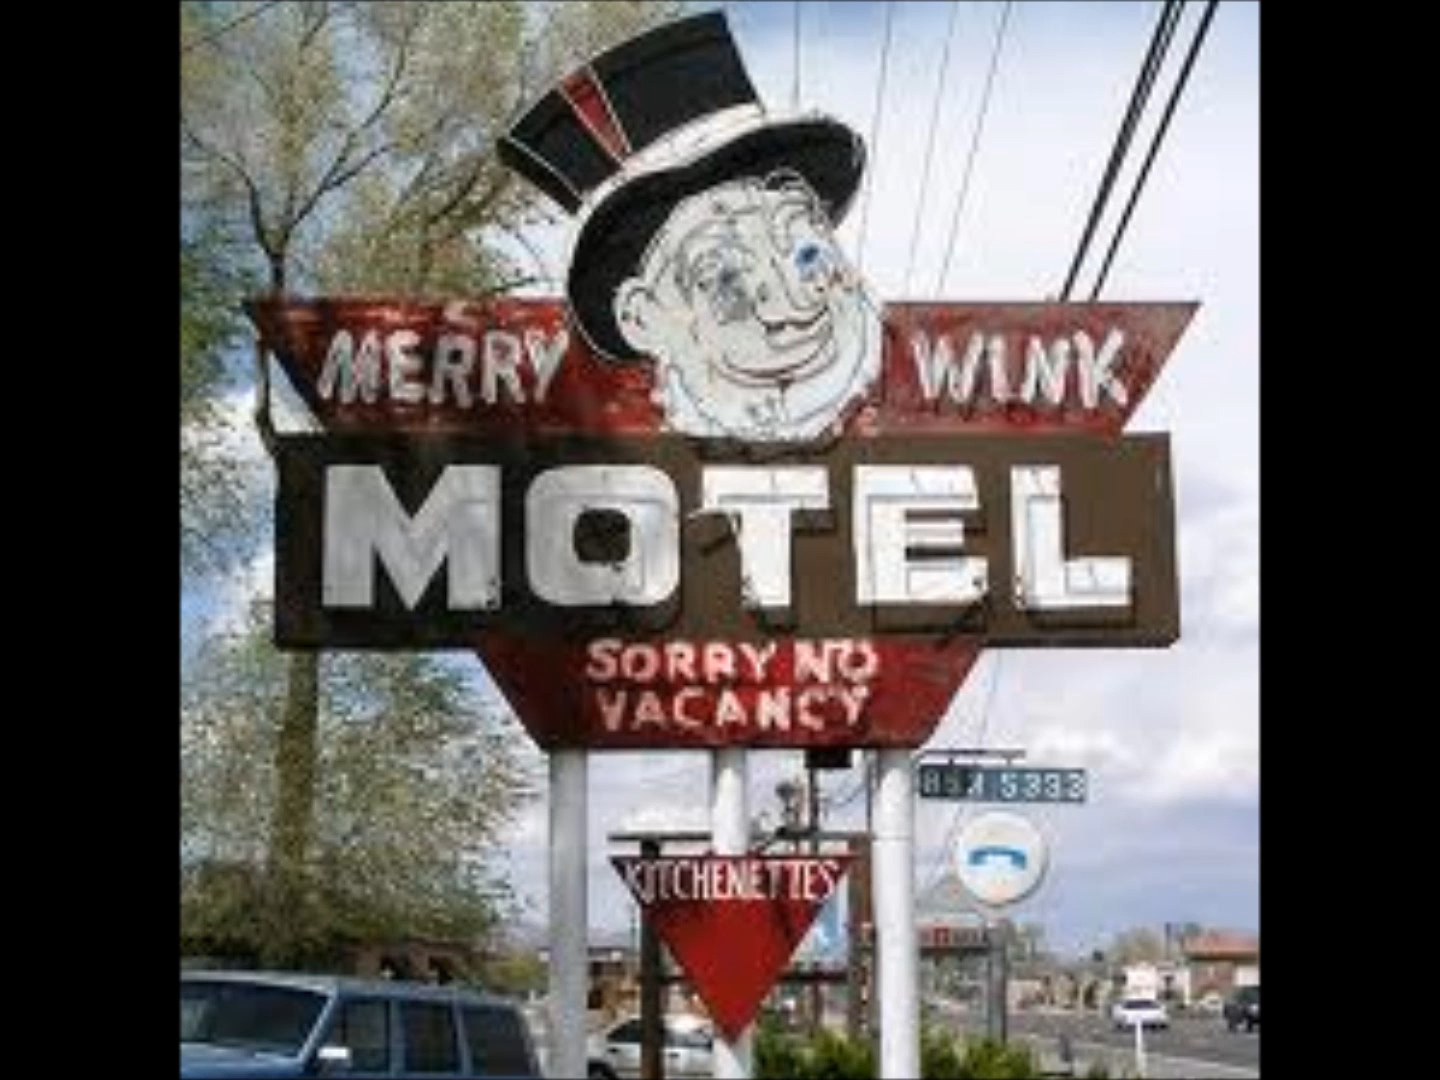 MERRY WINK
MOTEL
SORRY NO
VACANCY
KITCHENETTES